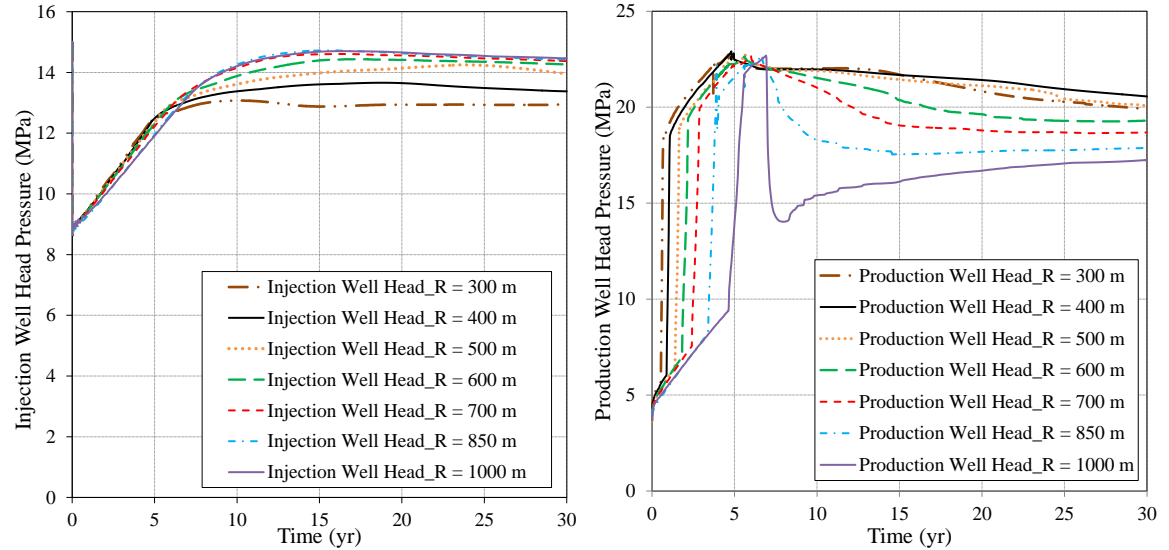 Injection Well Head Pressure (MPa)
16
14
12
10
8
6
4
2
0
Injection Well Head_R = 300 m
Injection Well Head_R = 400 m
Injection Well Head_R = 500 m
Injection Well Head_R = 600 m
Injection Well Head_R = 700 m
Injection Well Head_R = 850 m
Injection Well Head_R = 1000 m
0 5 10 15 20 25 30
Time (yr)
Production Well Head Pressure (MPa)
25
20
15
10
5
0
Production Well Head_R = 300 m
Production Well Head_R = 400 m
Production Well Head_R = 500 m
Production Well Head_R = 600 m
Production Well Head_R = 700 m
Production Well Head_R = 850 m
Production Well Head_R = 1000 m
0 5 10 15 20 25 30
Time (yr)